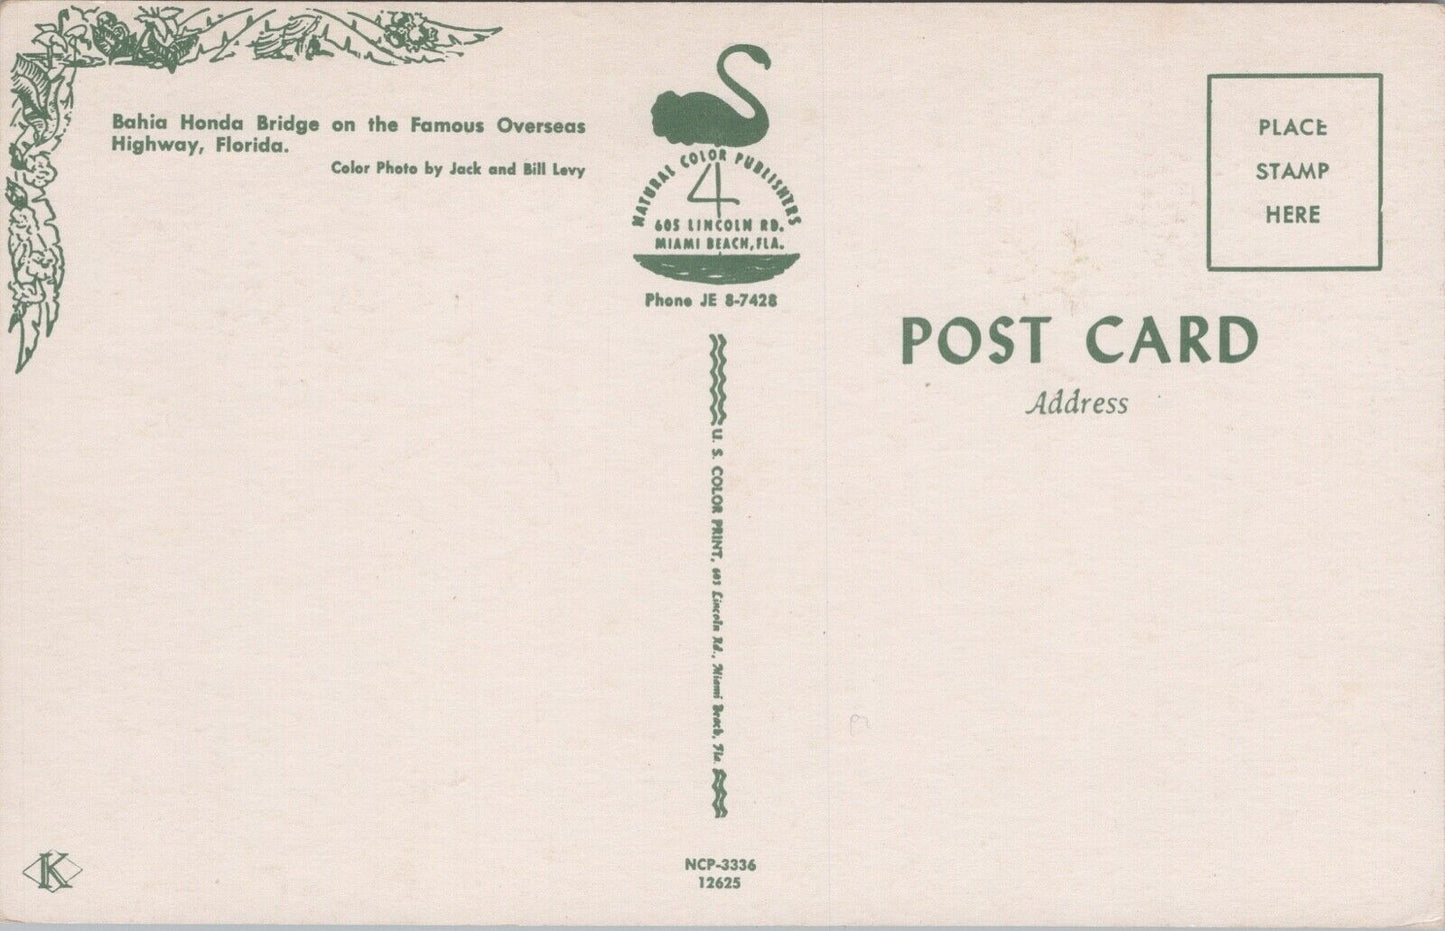 Bahia Honda Bridge on the Famous Overseas
Highway, Florida.
Color Photo by Jack and Bill Levy
NATURAL COLOR PUBLISHERS
4
605 LINCOLN RD.
MIAMI BEACH, FLA.
Phone JE 8-7428
U. S. COLOR PRINT, 605 Lincoln Rd., Miami Beach, Fla.
NCP-3336
12625
K
PLACE
STAMP
HERE
POST CARD
Address